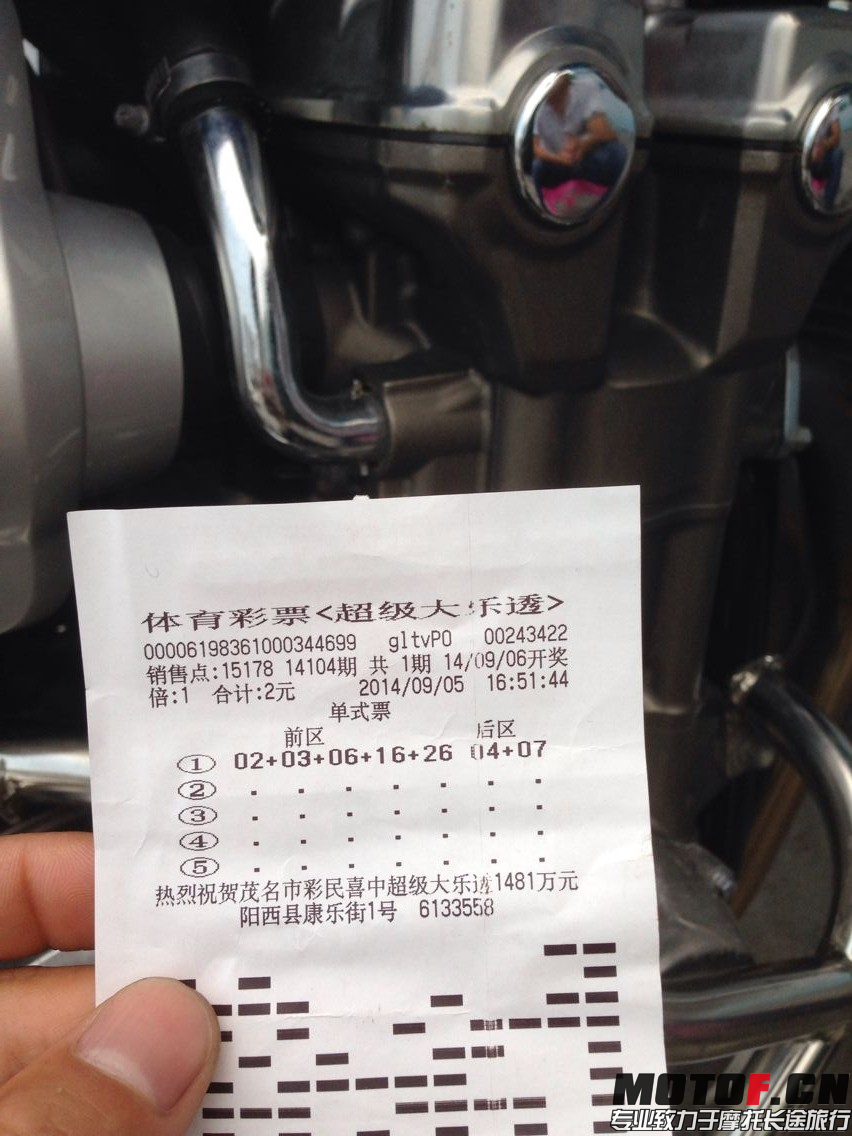 体育彩票<超级大乐透>
00006198361000344699 gltvPO 00243422
销售点:15178 14104期 共 1期 14/09/06开奖
倍:1 合计:2元 2014/09/05 16:51:44
单式票
前区 后区
① 02+03+06+16+26 04+07
② . . . . . . .
③ . . . . . . .
④ . . . . . . .
⑤ . . . . . . .
热烈祝贺茂名市彩民喜中超级大乐透1481万元
阳西县康乐街1号 6133558
MOTOF.CN
专业致力于摩托长途旅行